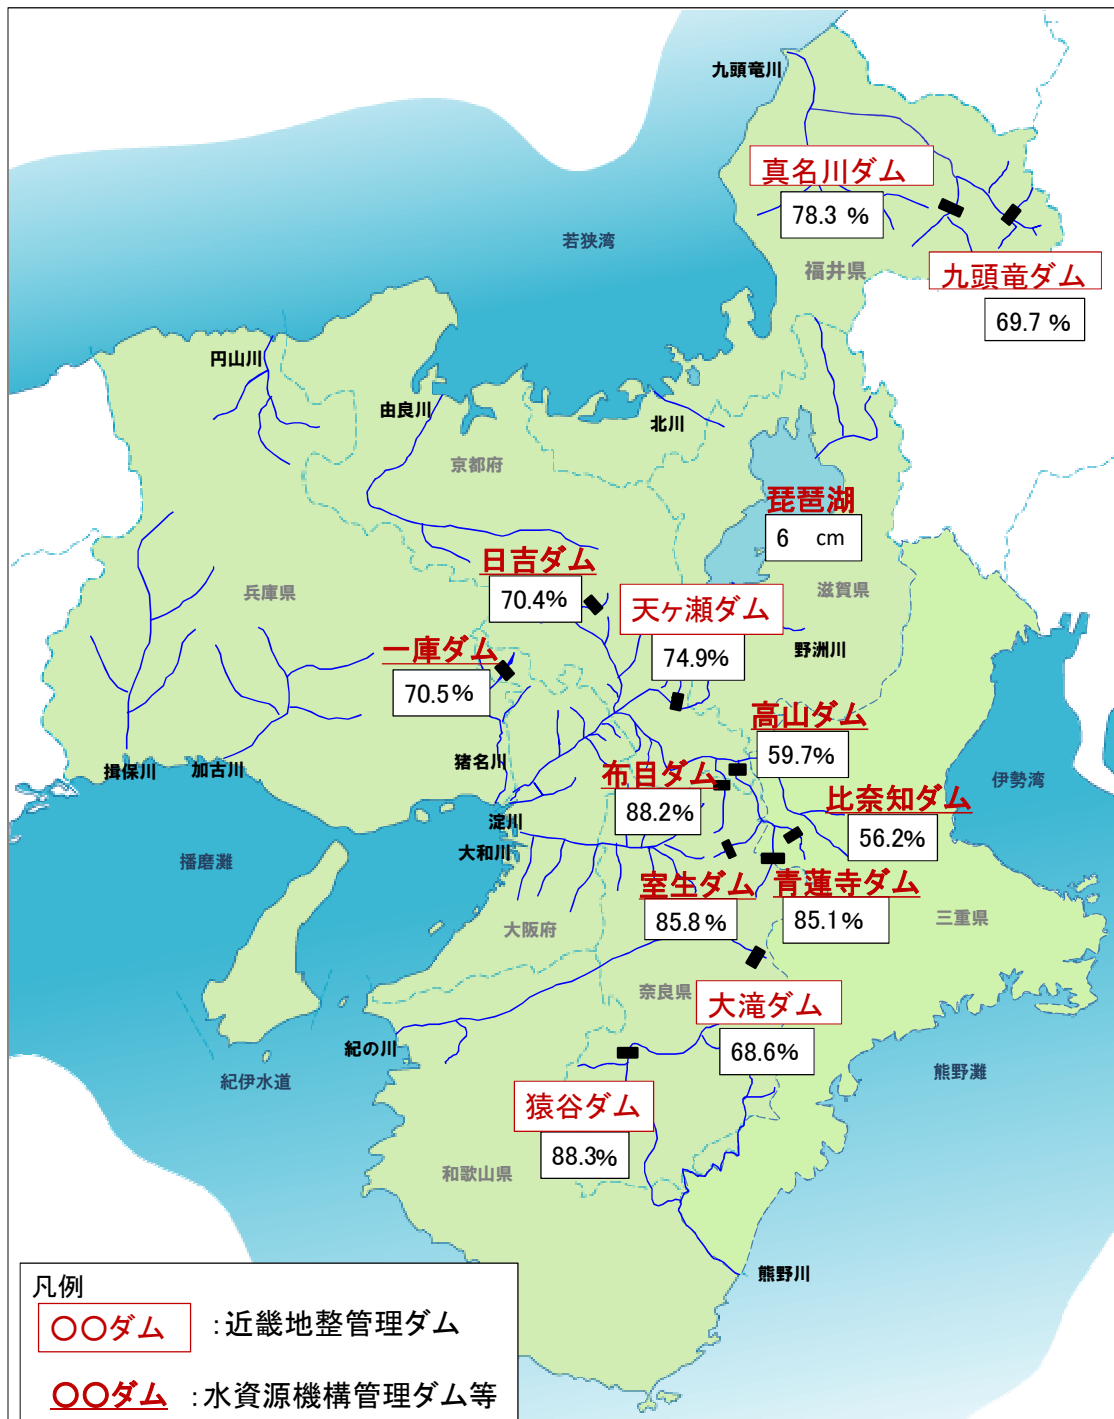 九頭竜川
真名川ダム
78.3 %
若狭湾
福井県
九頭竜ダム
69.7 %
円山川
由良川
北川
京都府
琵琶湖
6 cm
日吉ダム
70.4%
兵庫県
天ヶ瀬ダム
滋賀県
74.9%
野洲川
一庫ダム
70.5%
高山ダム
59.7%
猪名川
揖保川
加古川
布目ダム
88.2%
伊勢湾
比奈知ダム
56.2%
淀川
大和川
播磨灘
室生ダム
85.8%
青蓮寺ダム
85.1%
大阪府
三重県
奈良県
大滝ダム
68.6%
紀の川
紀伊水道
熊野灘
猿谷ダム
88.3%
和歌山県
熊野川
凡例
〇〇ダム :近畿地整管理ダム
〇〇ダム :水資源機構管理ダム等